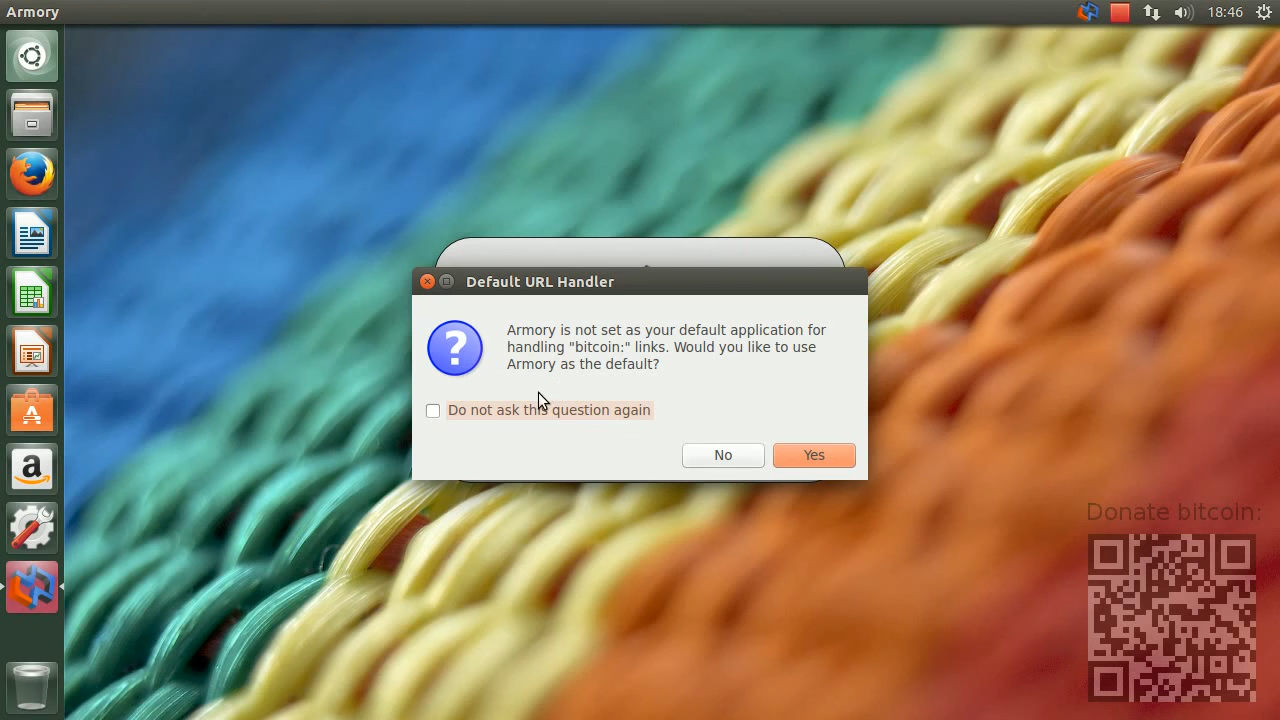 Armory
18:46
Default URL Handler
Armory is not set as your default application for
handling "bitcoin:" links. Would you like to use
Armory as the default?
Do not ask this question again
No
Yes
Donate bitcoin: